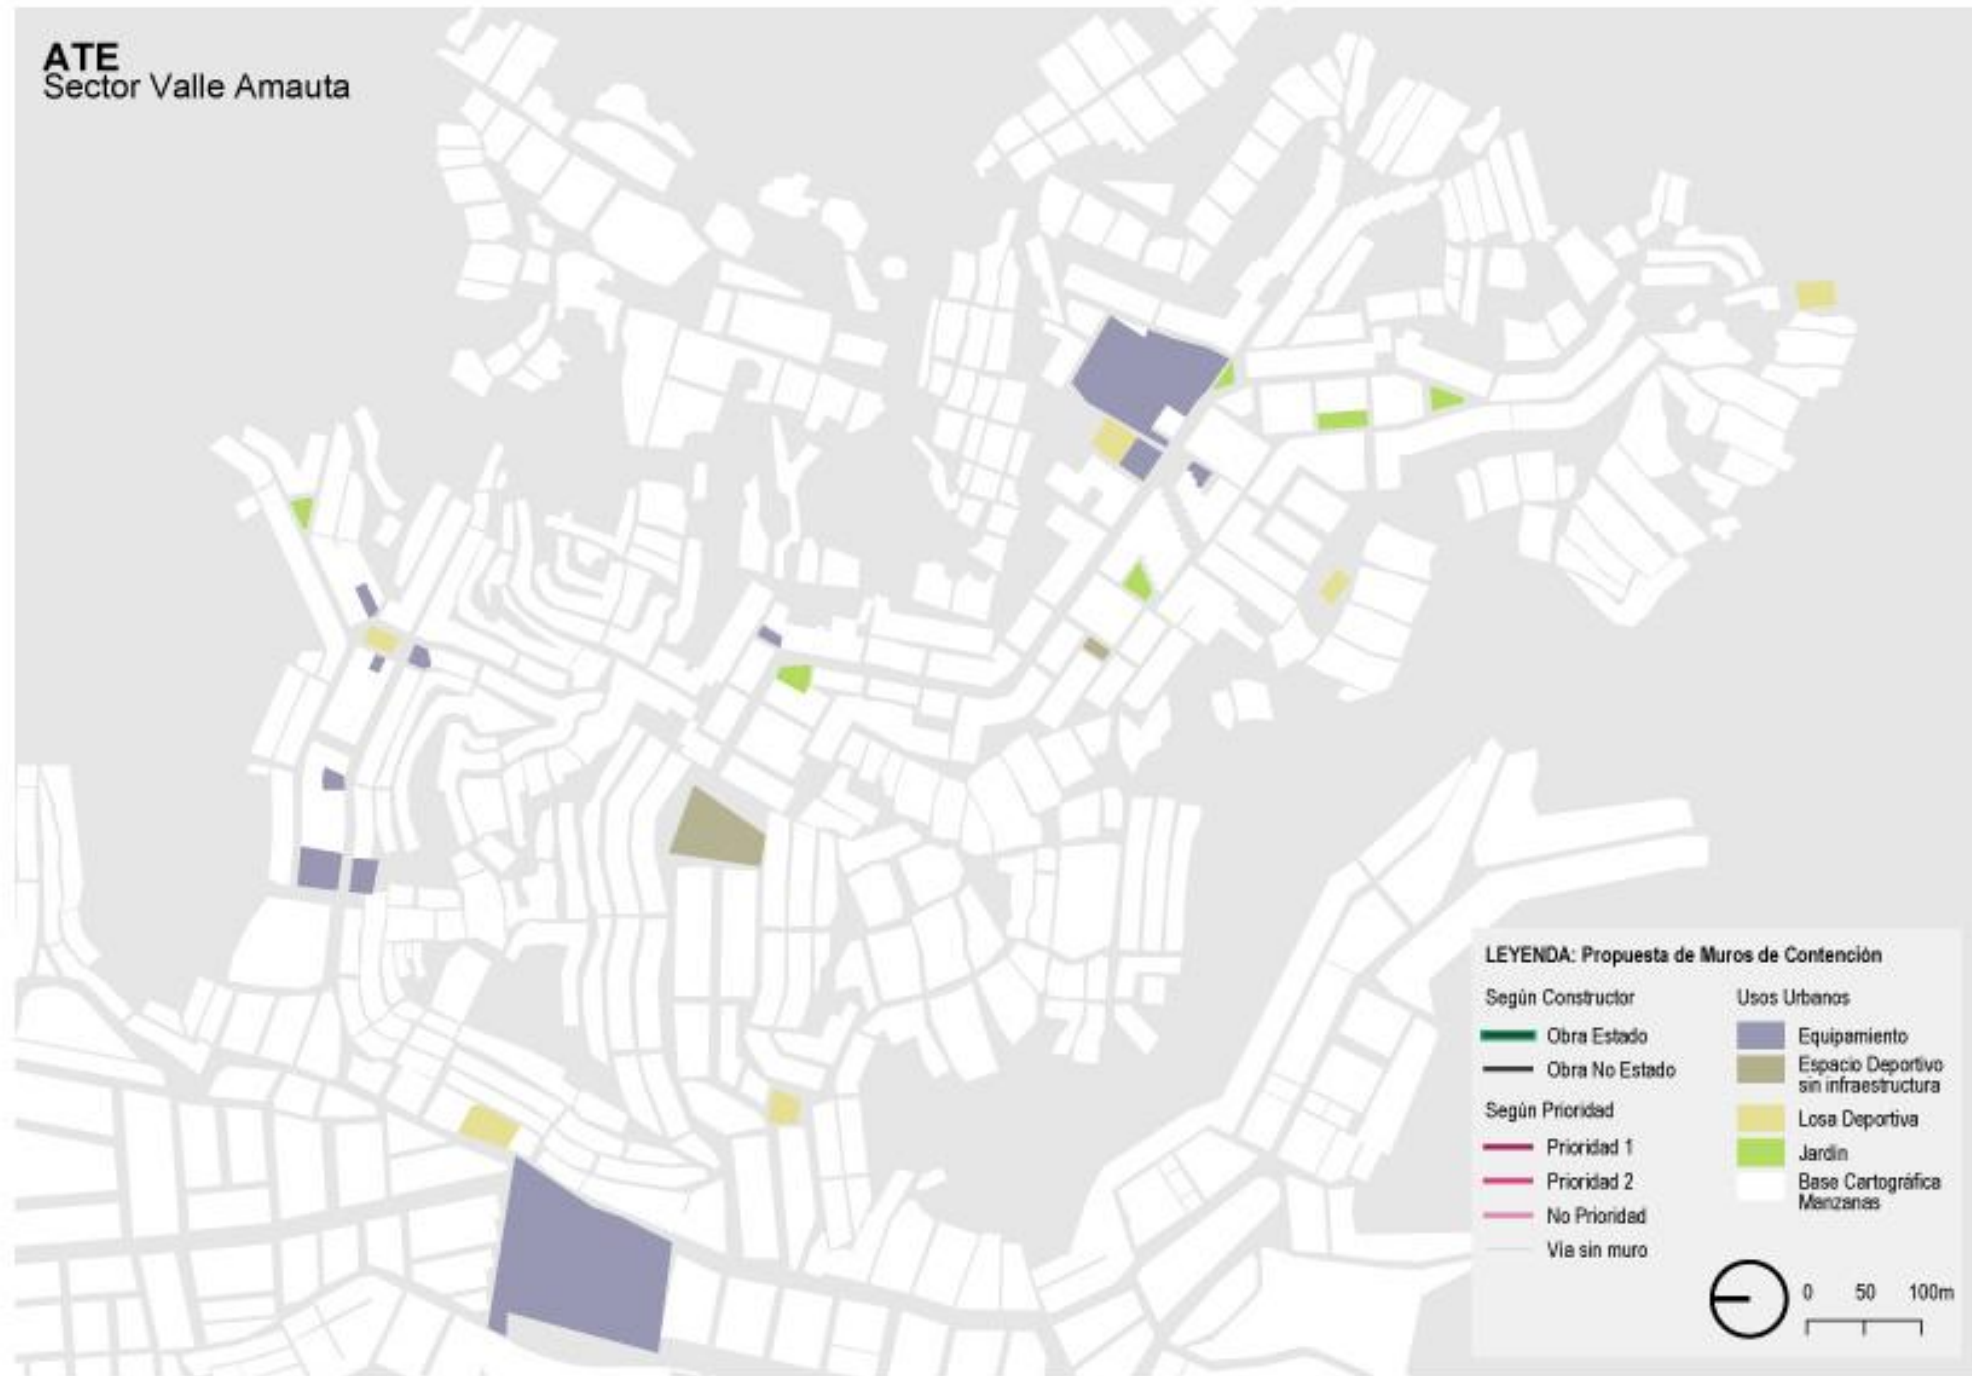 ATE
Sector Valle Amauta
LEYENDA: Propuesta de Muros de Contención
Según Constructor
Obra Estado
Obra No Estado
Según Prioridad
Prioridad 1
Prioridad 2
No Prioridad
Via sin muro
Usos Urbanos
Equipamiento
Espacio Deportivo
sin infraestructura
Losa Deportiva
Jardin
Base Cartográfica
Manzanas
0 50 100m